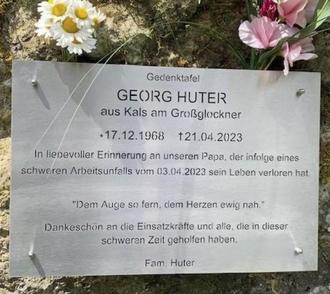 Gedenktafel
GEORG HUTER
aus Kals am Großglockner
*17.12.1968 †21.04.2023
In liebevoller Erinnerung an unseren Papa, der infolge eines
schweren Arbeitsunfalls vom 03.04.2023 sein Leben verloren hat.
"Dem Auge so fern, dem Herzen ewig nah."
Dankeschön an die Einsatzkräfte und alle, die in dieser
schweren Zeit geholfen haben.
Fam. Huter